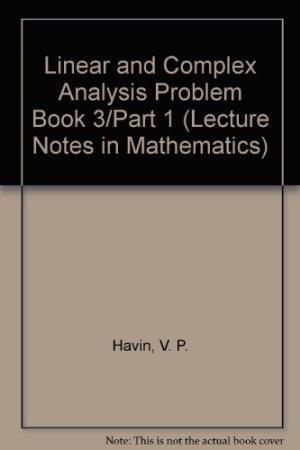 Linear and Complex
Analysis Problem
Book 3/Part 1 (Lecture
Notes in Mathematics)
Havin, V. P.
Note: This is not the actual book cover